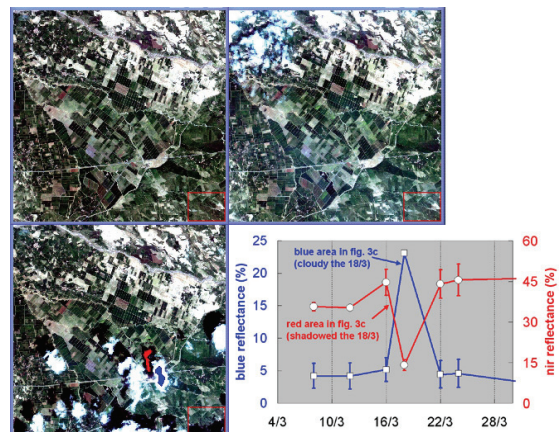 blue area in fig. 3c
(cloudy the 18/3)
red area in fig. 3c
(shadowed the 18/3)
blue reflectance (%)
25
20
15
10
5
0
nir reflectance (%)
60
45
30
15
0
4/3 10/3 16/3 22/3 28/3